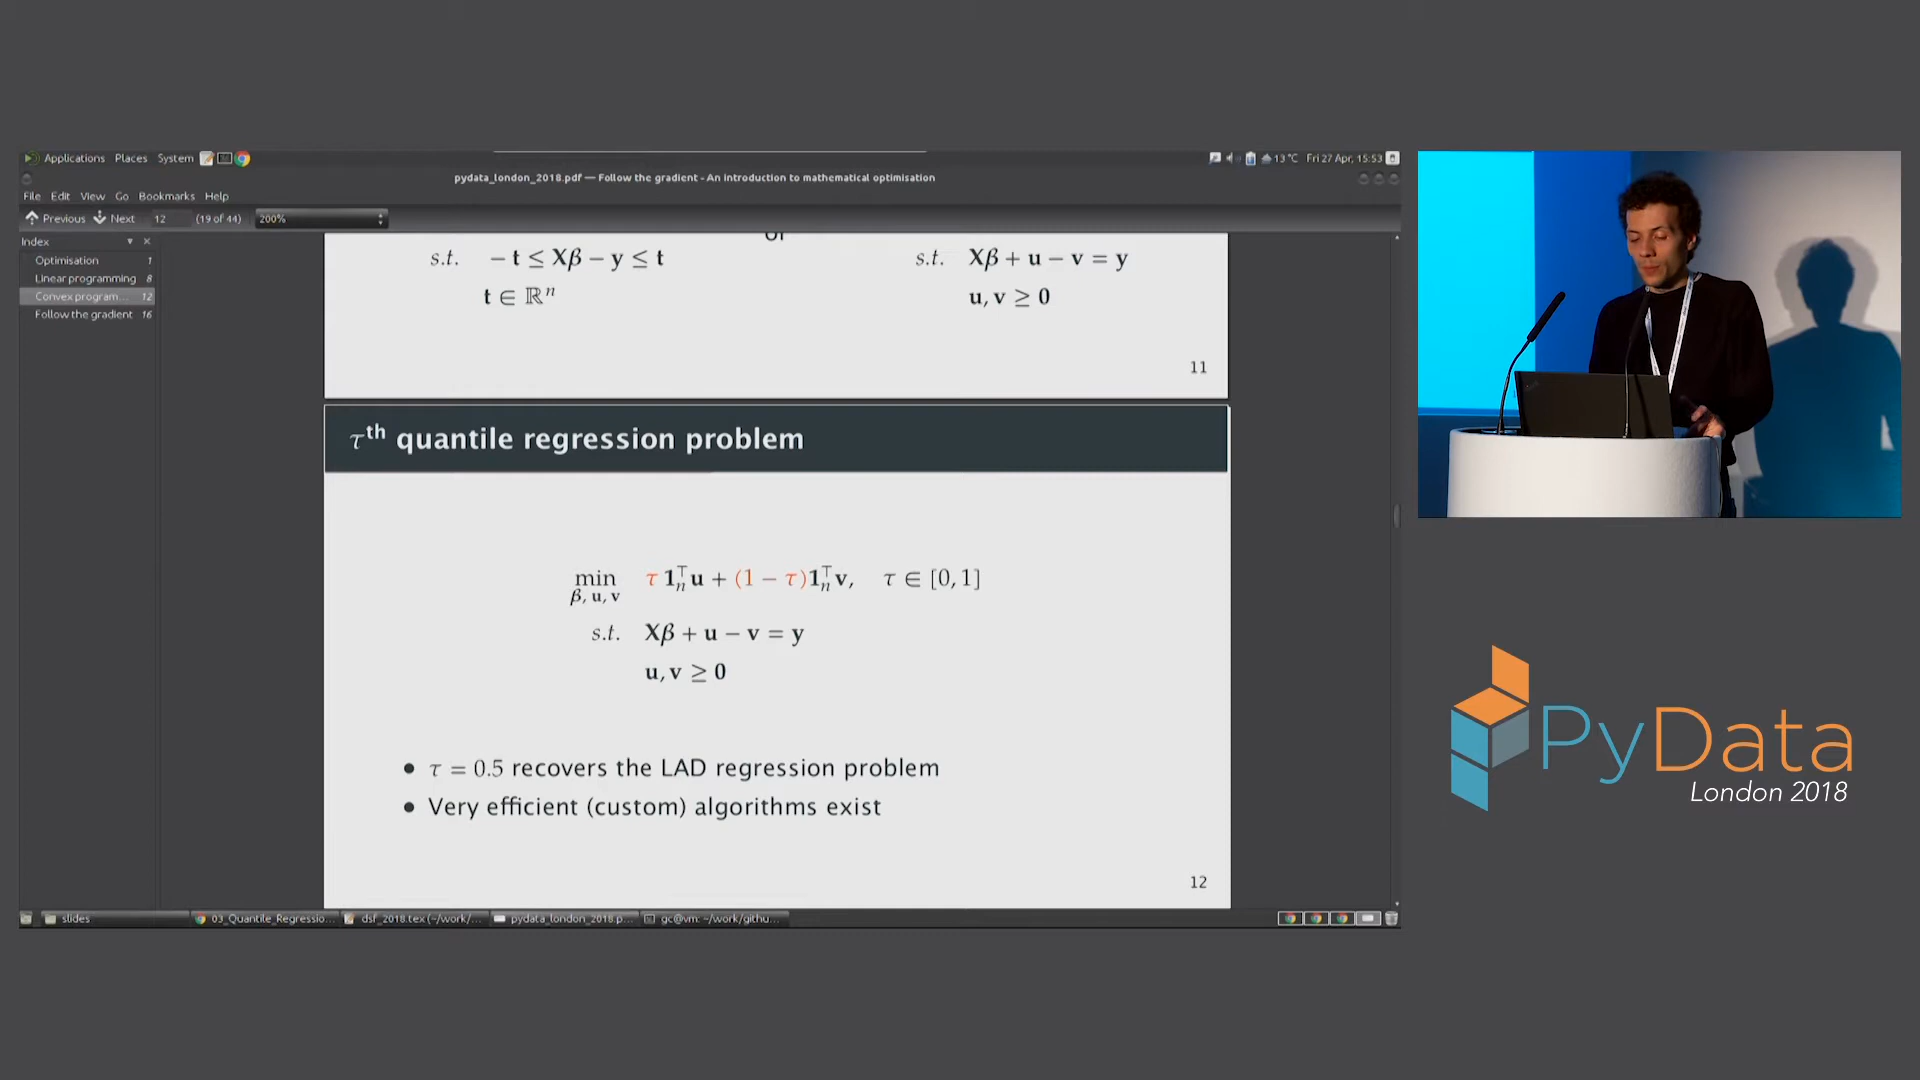 Applications Places System
13 °C Fri 27 Apr, 15:53
pydata_london_2018.pdf — Follow the gradient - An introduction to mathematical optimisation
File Edit View Go Bookmarks Help
Previous Next 12 (19 of 44) 200%
Index
Optimisation 1
Linear programming 8
Convex program... 12
Follow the gradient 16
s.t. − t ≤ Xβ − y ≤ t
t ∈ ℝⁿ
or
s.t. Xβ + u − v = y
u, v ≥ 0
11
τth quantile regression problem
min τ 1ₙ⊤u + (1 − τ)1ₙ⊤v, τ ∈ [0, 1]
β, u, v
s.t. Xβ + u − v = y
u, v ≥ 0
• τ = 0.5 recovers the LAD regression problem
• Very efficient (custom) algorithms exist
12
slides 03_Quantile_Regressio... dsf_2018.tex (~/work/... pydata_london_2018.p... gc@vm: ~/work/githu...
PyData
London 2018